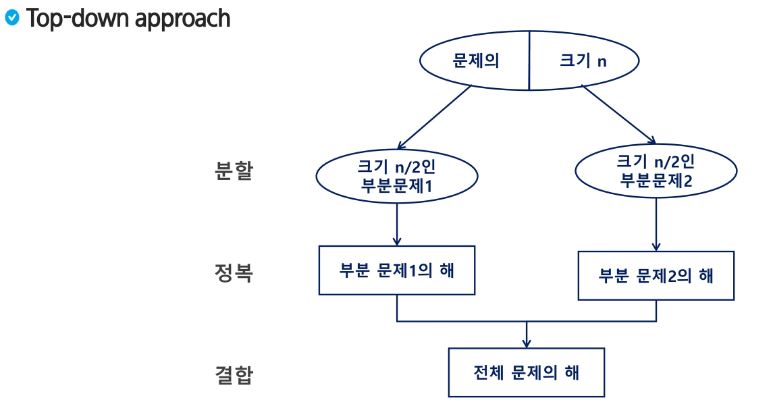 Top-down approach
문제의 크기 n
분할
크기 n/2인
부분문제1
크기 n/2인
부분문제2
정복
부분 문제1의 해
부분 문제2의 해
결합
전체 문제의 해